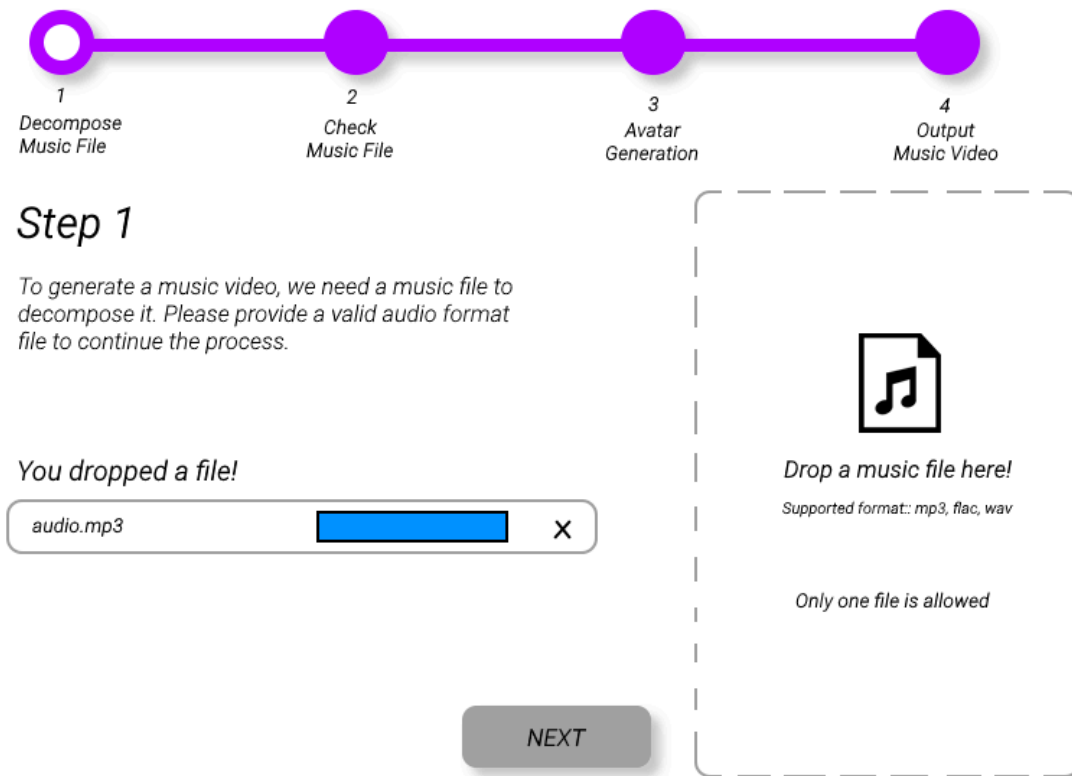 1
Decompose
Music File
2
Check
Music File
3
Avatar
Generation
4
Output
Music Video
Step 1
To generate a music video, we need a music file to
decompose it. Please provide a valid audio format
file to continue the process.
You dropped a file!
audio.mp3
X
Drop a music file here!
Supported format:: mp3, flac, wav
Only one file is allowed
NEXT